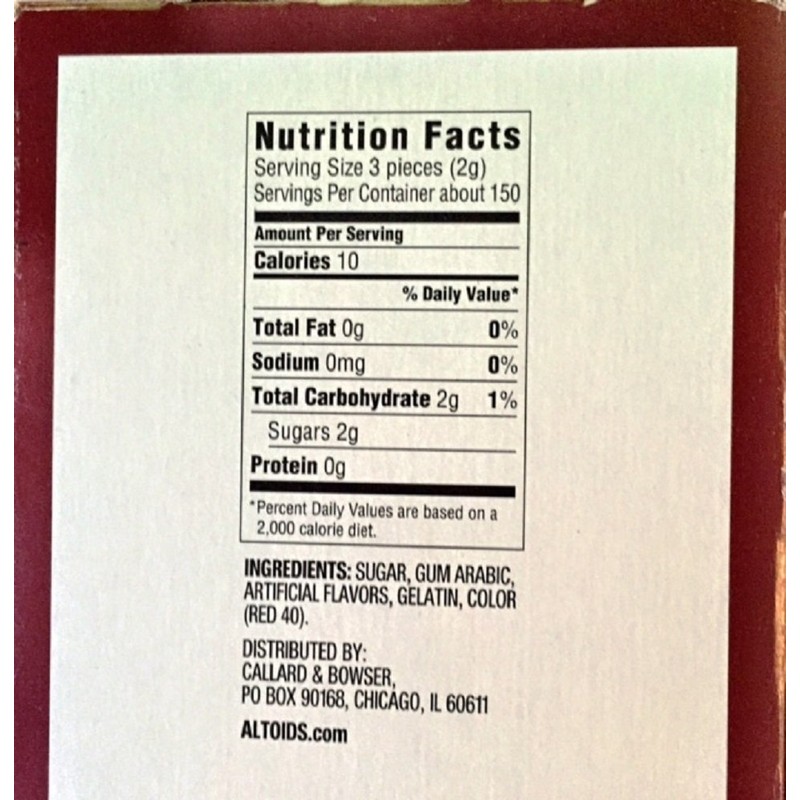 Nutrition Facts
Serving Size 3 pieces (2g)
Servings Per Container about 150
Amount Per Serving
Calories 10
% Daily Value*
Total Fat 0g 0%
Sodium 0mg 0%
Total Carbohydrate 2g 1%
Sugars 2g
Protein 0g
*Percent Daily Values are based on a
2,000 calorie diet.
INGREDIENTS: SUGAR, GUM ARABIC,
ARTIFICIAL FLAVORS, GELATIN, COLOR
(RED 40).
DISTRIBUTED BY:
CALLARD & BOWSER,
PO BOX 90168, CHICAGO, IL 60611
ALTOIDS.com